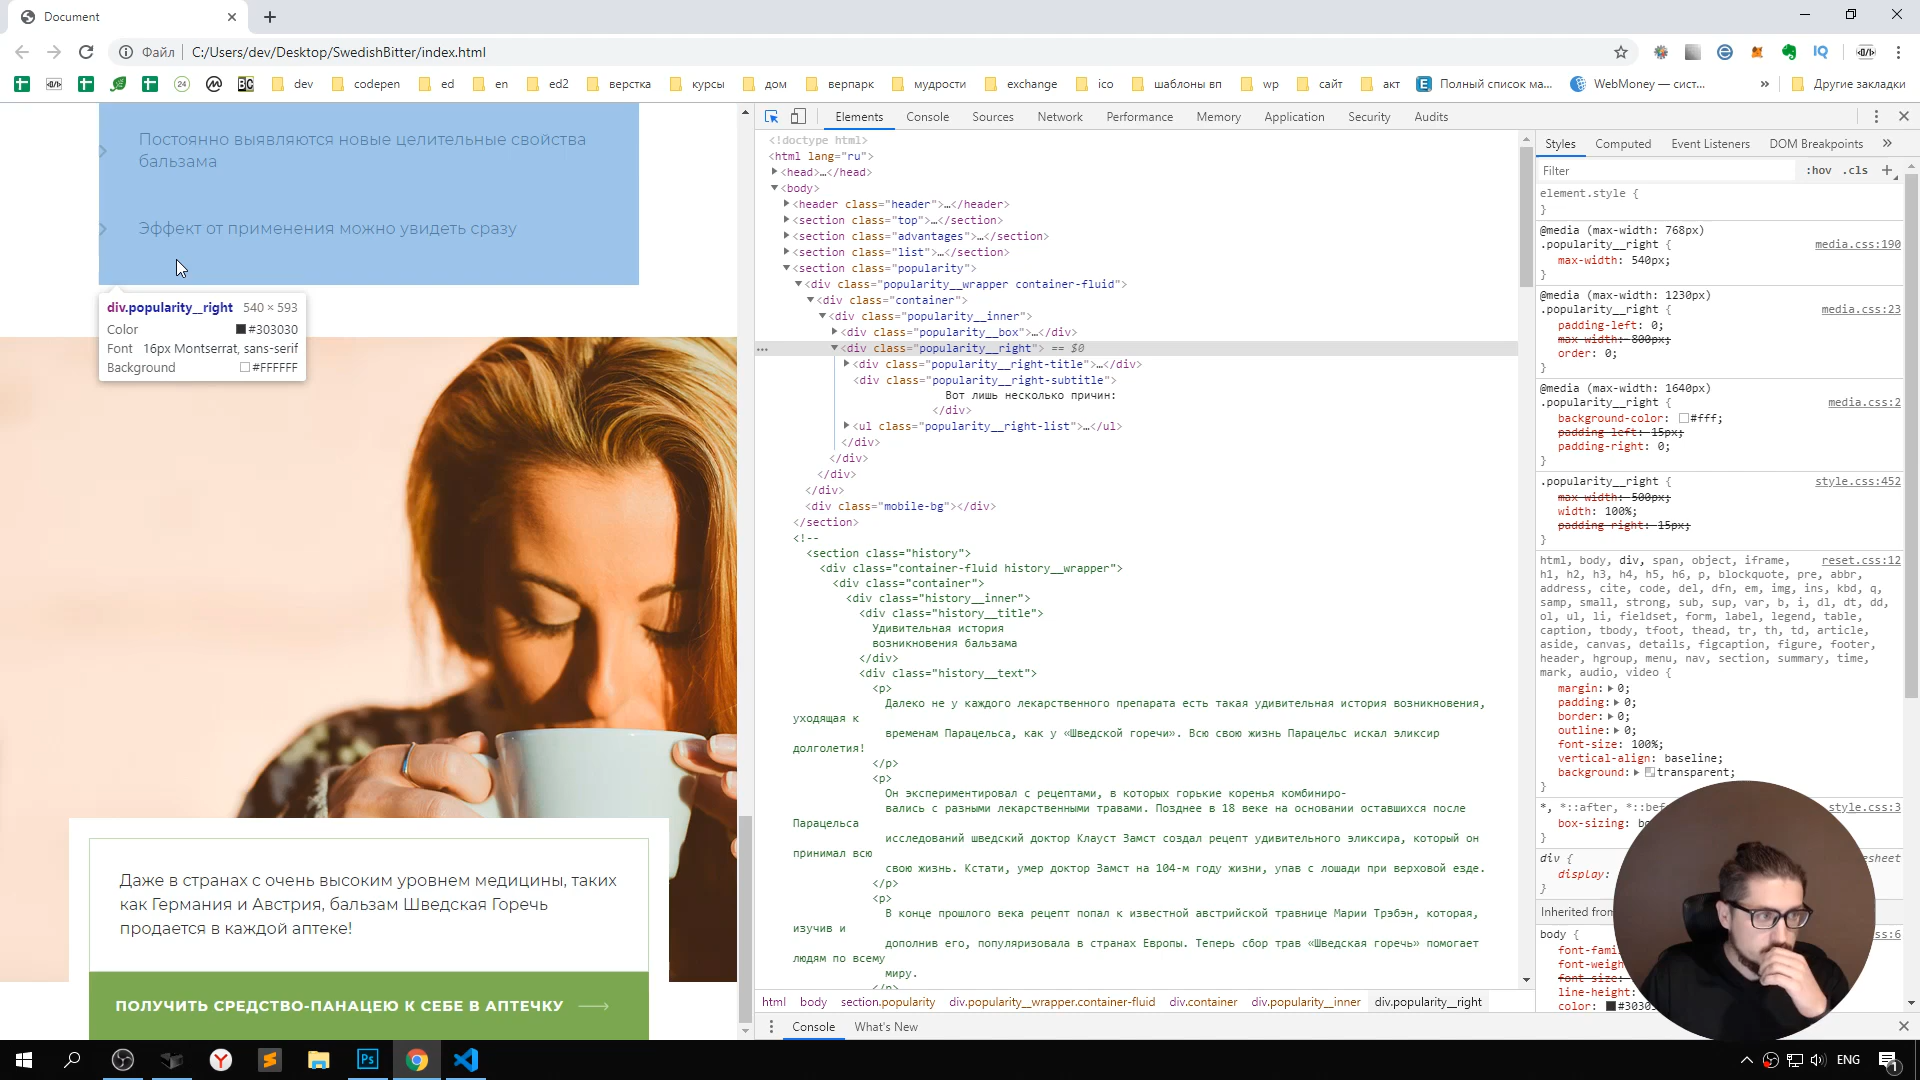 Document
Файл
C:/Users/dev/Desktop/SwedishBitter/index.html
24
BC
dev
codepen
ed
en
ed2
верстка
курсы
дом
верпарк
мудрости
exchange
ico
шаблоны вп
wp
сайт
акт
Полный список ма...
WebMoney — сист...
»
Другие закладки
Постоянно выявляются новые целительные свойства
бальзама
Эффект от применения можно увидеть сразу
div.popularity__right 540 × 593
Color #303030
Font 16px Montserrat, sans-serif
Background #FFFFFF
Даже в странах с очень высоким уровнем медицины, таких
как Германия и Австрия, бальзам Шведская Горечь
продается в каждой аптеке!
ПОЛУЧИТЬ СРЕДСТВО-ПАНАЦЕЮ К СЕБЕ В АПТЕЧКУ
Elements Console Sources Network Performance Memory Application Security Audits
<!doctype html>
<html lang="ru">
<head>…</head>
<body>
<header class="header">…</header>
<section class="top">…</section>
<section class="advantages">…</section>
<section class="list">…</section>
<section class="popularity">
<div class="popularity__wrapper container-fluid">
<div class="container">
<div class="popularity__inner">
<div class="popularity__box">…</div>
<div class="popularity__right"> == $0
<div class="popularity__right-title">…</div>
<div class="popularity__right-subtitle">
Вот лишь несколько причин:
</div>
<ul class="popularity__right-list">…</ul>
</div>
</div>
</div>
</div>
<div class="mobile-bg"></div>
</section>
<!--
<section class="history">
<div class="container-fluid history__wrapper">
<div class="container">
<div class="history__inner">
<div class="history__title">
Удивительная история
возникновения бальзама
</div>
<div class="history__text">
<p>
Далеко не у каждого лекарственного препарата есть такая удивительная история возникновения,
уходящая к
временам Парацельса, как у «Шведской горечи». Всю свою жизнь Парацельс искал эликсир
долголетия!
</p>
<p>
Он экспериментировал с рецептами, в которых горькие коренья комбиниро-
вались с разными лекарственными травами. Позднее в 18 веке на основании оставшихся после
Парацельса
исследований шведский доктор Клауст Замст создал рецепт удивительного эликсира, который он
принимал всю
свою жизнь. Кстати, умер доктор Замст на 104-м году жизни, упав с лошади при верховой езде.
</p>
<p>
В конце прошлого века рецепт попал к известной австрийской травнице Марии Трэбэн, которая,
изучив и
дополнив его, популяризовала в странах Европы. Теперь сбор трав «Шведская горечь» помогает
людям по всему
миру.
</p>
html body section.popularity div.popularity__wrapper.container-fluid div.container div.popularity__inner div.popularity__right
Console What's New
Styles Computed Event Listeners DOM Breakpoints »
Filter :hov .cls +
element.style {
}
@media (max-width: 768px)
.popularity__right { media.css:190
max-width: 540px;
}
@media (max-width: 1230px)
.popularity__right { media.css:23
padding-left: 0;
max-width: 800px;
order: 0;
}
@media (max-width: 1640px)
.popularity__right { media.css:2
background-color: #fff;
padding-left: 15px;
padding-right: 0;
}
.popularity__right { style.css:452
max-width: 500px;
width: 100%;
padding-right: 15px;
}
html, body, div, span, object, iframe, reset.css:12
h1, h2, h3, h4, h5, h6, p, blockquote, pre, abbr,
address, cite, code, del, dfn, em, img, ins, kbd, q,
samp, small, strong, sub, sup, var, b, i, dl, dt, dd,
ol, ul, li, fieldset, form, label, legend, table,
caption, tbody, tfoot, thead, tr, th, td, article,
aside, canvas, details, figcaption, figure, footer,
header, hgroup, menu, nav, section, summary, time,
mark, audio, video {
margin: 0;
padding: 0;
border: 0;
outline: 0;
font-size: 100%;
vertical-align: baseline;
background: transparent;
}
*, *::after, *::bef style.css:3
box-sizing: bo
}
div {
display:
}
Inherited from
body { ss:6
font-fami
font-weigh
font-size:
line-height:
color: #3030
Ps
ENG
1